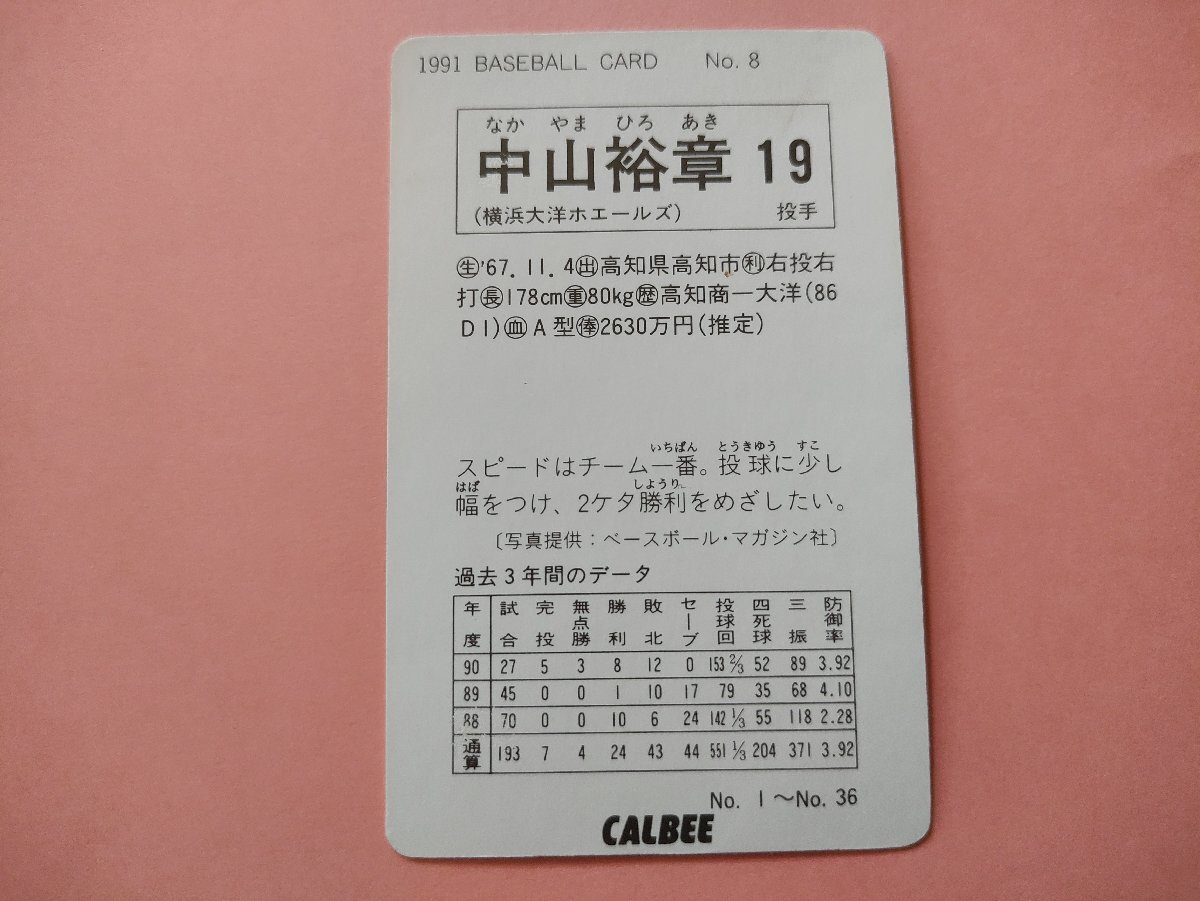 1991 BASEBALL CARD No. 8
なか やま ひろ あき
中山裕章 19
(横浜大洋ホエールズ) 投手
生'67.11.4出高知県高知市利右投右
打長178cm重80kg歴高知商―大洋(86
D1)血A型俸2630万円(推定)
いちばん とうきゆう すこ
スピードはチーム一番。投球に少し
はば しようり
幅をつけ、2ケタ勝利をめざしたい。
〔写真提供:ベースボール・マガジン社〕
過去3年間のデータ
年度 試合 完投 無点勝 勝利 敗北 セーブ 投球回 四死球 三振 防御率
90 27 5 3 8 12 0 153 2/3 52 89 3.92
89 45 0 0 1 10 17 79 35 68 4.10
88 70 0 0 10 6 24 142 1/3 55 118 2.28
通算 193 7 4 24 43 44 551 1/3 204 371 3.92
No. 1〜No. 36
CALBEE